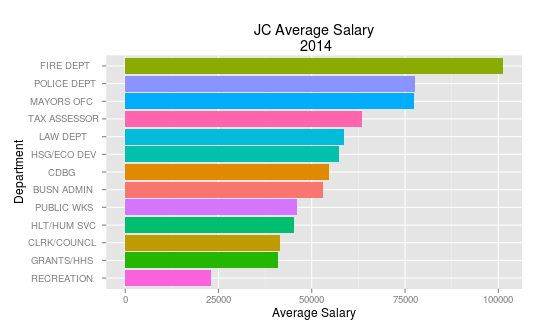 JC Average Salary
2014
Department
FIRE DEPT
POLICE DEPT
MAYORS OFC
TAX ASSESSOR
LAW DEPT
HSG/ECO DEV
CDBG
BUSN ADMIN
PUBLIC WKS
HLT/HUM SVC
CLRK/COUNCL
GRANTS/HHS
RECREATION
0 25000 50000 75000 100000
Average Salary